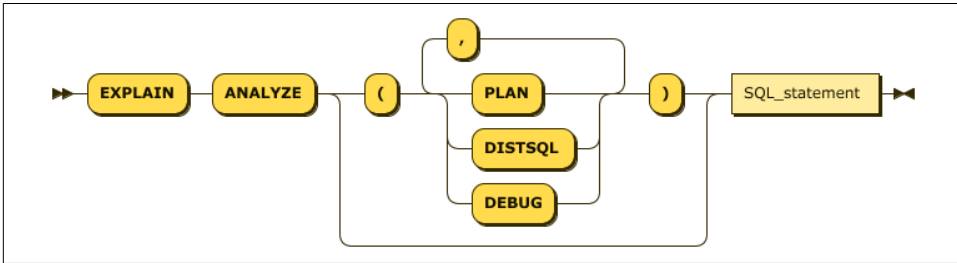 ,
EXPLAIN ANALYZE ( PLAN ) SQL_statement
DISTSQL
DEBUG